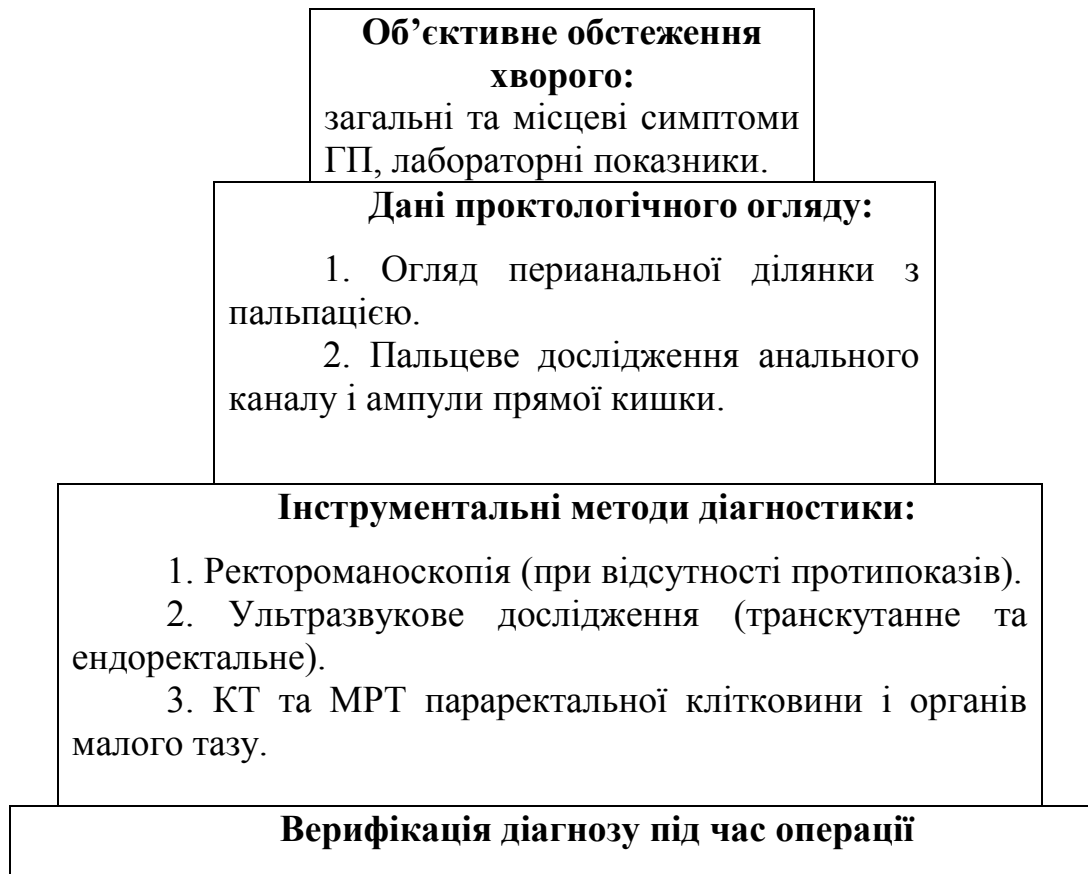 Об’єктивне обстеження
хворого:
загальні та місцеві симптоми
ГП, лабораторні показники.
Дані проктологічного огляду:
1. Огляд перианальної ділянки з
пальпацією.
2. Пальцеве дослідження анального
каналу і ампули прямої кишки.
Інструментальні методи діагностики:
1. Ректороманоскопія (при відсутності протипоказів).
2. Ультразвукове дослідження (транскутанне та
ендоректальне).
3. КТ та МРТ параректальної клітковини і органів
малого тазу.
Верифікація діагнозу під час операції